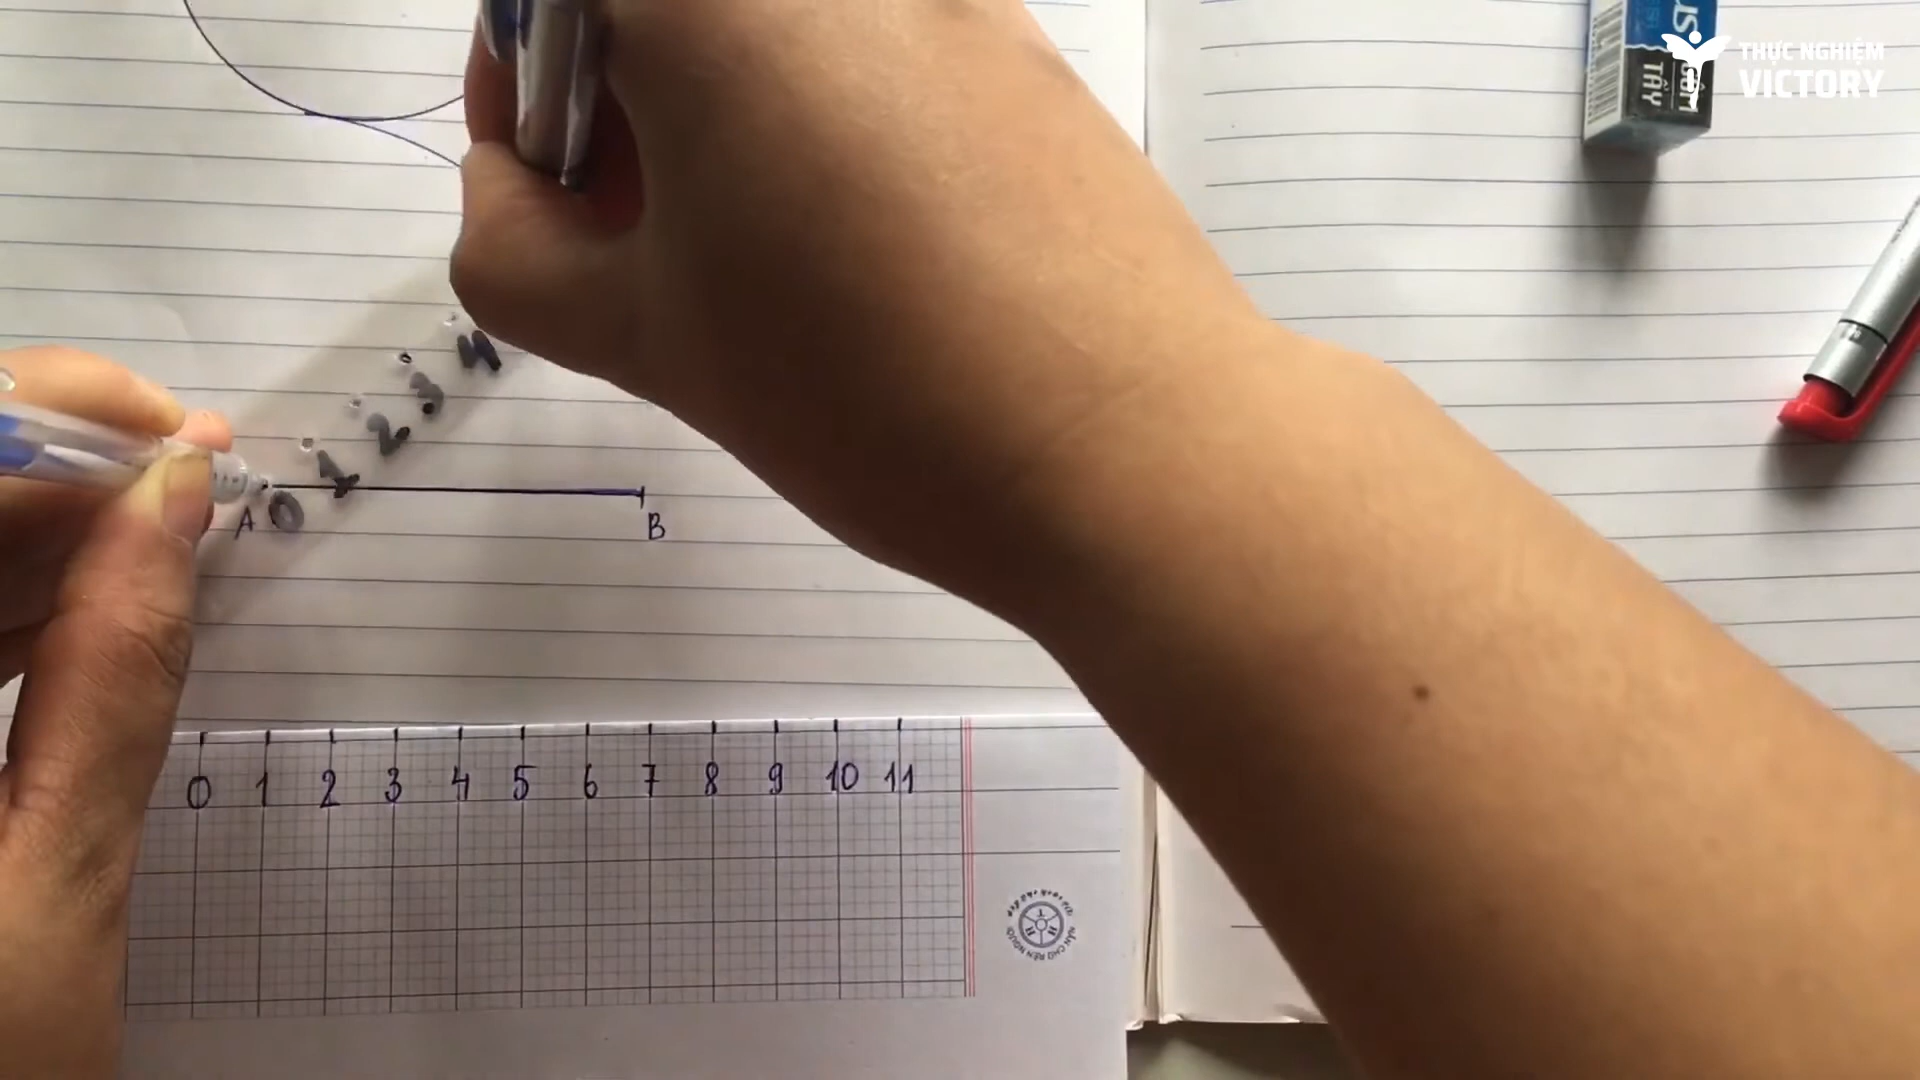 THỰC NGHIỆM
VICTORY
TẨY
4
3
2
1
A 0
B
0 1 2 3 4 5 6 7 8 9 10 11